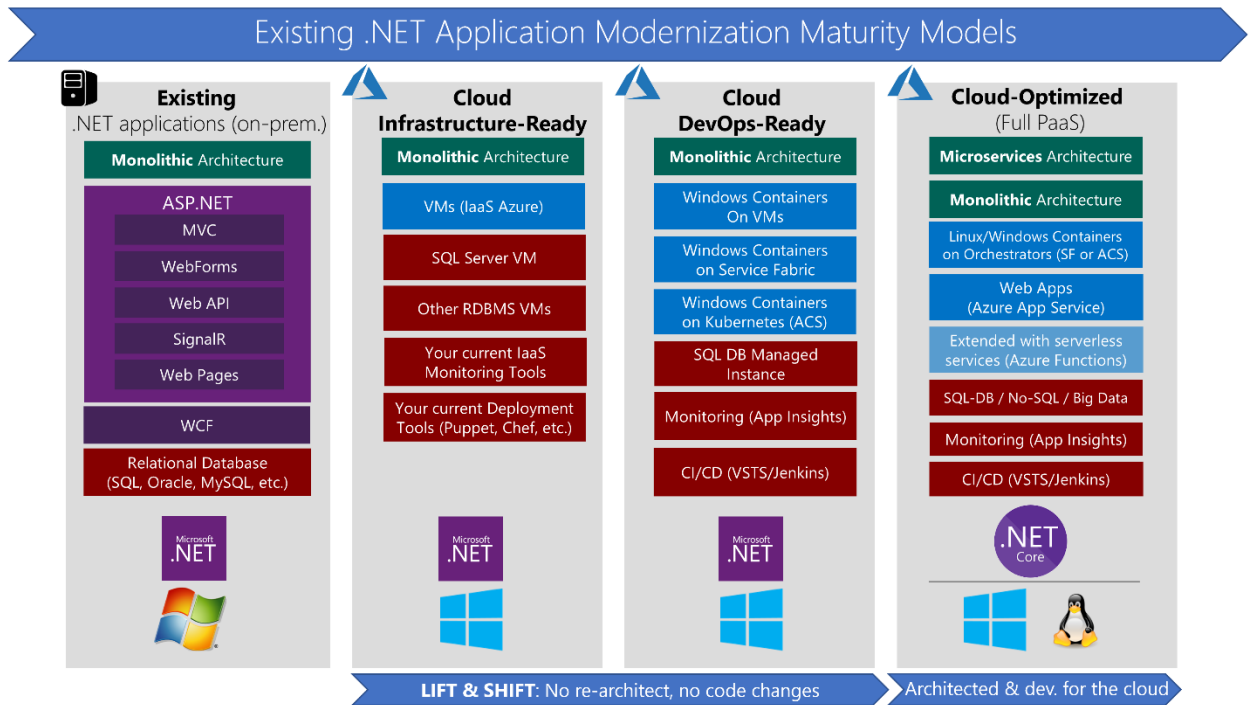 Existing .NET Application Modernization Maturity Models
Existing
.NET applications (on-prem.)
Monolithic Architecture
ASP.NET
MVC
WebForms
Web API
SignalR
Web Pages
WCF
Relational Database
(SQL, Oracle, MySQL, etc.)
Microsoft
.NET
Cloud
Infrastructure-Ready
Monolithic Architecture
VMs (IaaS Azure)
SQL Server VM
Other RDBMS VMs
Your current IaaS
Monitoring Tools
Your current Deployment
Tools (Puppet, Chef, etc.)
Microsoft
.NET
Cloud
DevOps-Ready
Monolithic Architecture
Windows Containers
On VMs
Windows Containers
on Service Fabric
Windows Containers
on Kubernetes (ACS)
SQL DB Managed
Instance
Monitoring (App Insights)
CI/CD (VSTS/Jenkins)
Microsoft
.NET
Cloud-Optimized
(Full PaaS)
Microservices Architecture
Monolithic Architecture
Linux/Windows Containers
on Orchestrators (SF or ACS)
Web Apps
(Azure App Service)
Extended with serverless
services (Azure Functions)
SQL-DB / No-SQL / Big Data
Monitoring (App Insights)
CI/CD (VSTS/Jenkins)
.NET
Core
LIFT & SHIFT: No re-architect, no code changes
Architected & dev. for the cloud